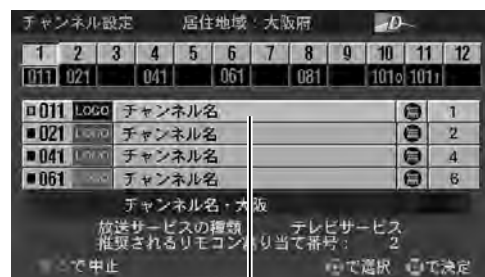 チャンネル設定 居住地域：大阪府 D
1 2 3 4 5 6 7 8 9 10 11 12
011 021 041 061 081 1010 1011
011 LOGO チャンネル名 1
021 LOGO チャンネル名 2
041 LOGO チャンネル名 4
061 チャンネル名 6
チャンネル名・大阪
放送サービスの種類 テレビサービス
推奨されるリモコン割り当て番号： 2
で中止 で選択 で決定